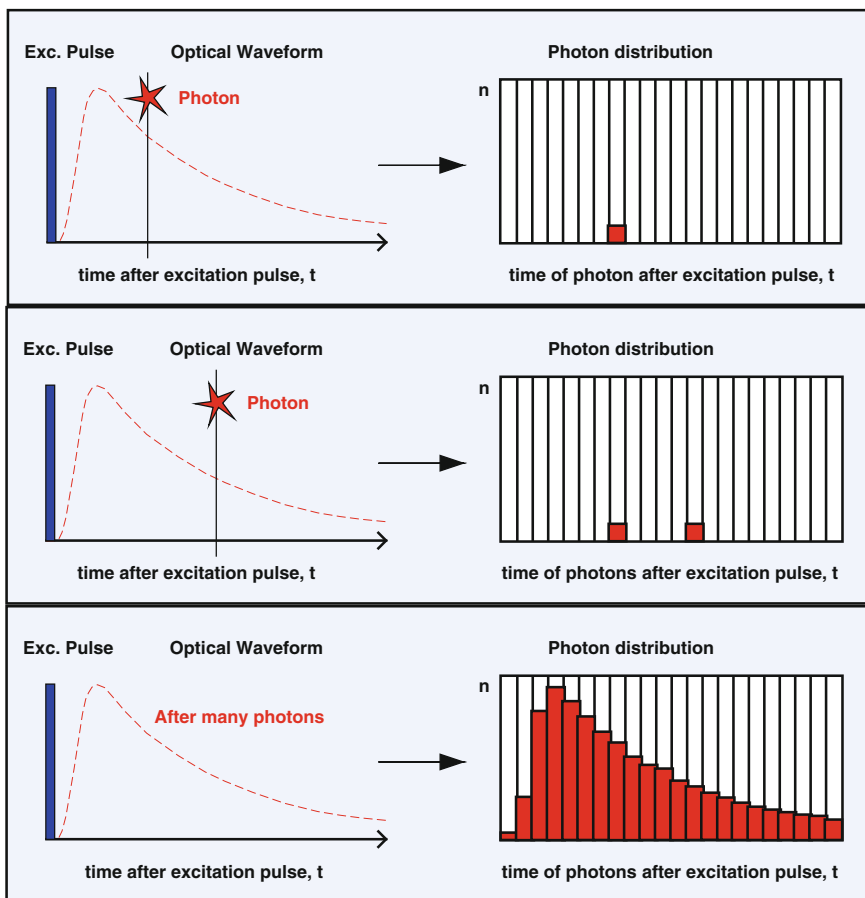 Exc. Pulse Optical Waveform Photon distribution
n
Photon
time after excitation pulse, t time of photon after excitation pulse, t
Exc. Pulse Optical Waveform Photon distribution
n
Photon
time after excitation pulse, t time of photons after excitation pulse, t
Exc. Pulse Optical Waveform Photon distribution
n
After many photons
time after excitation pulse, t time of photons after excitation pulse, t